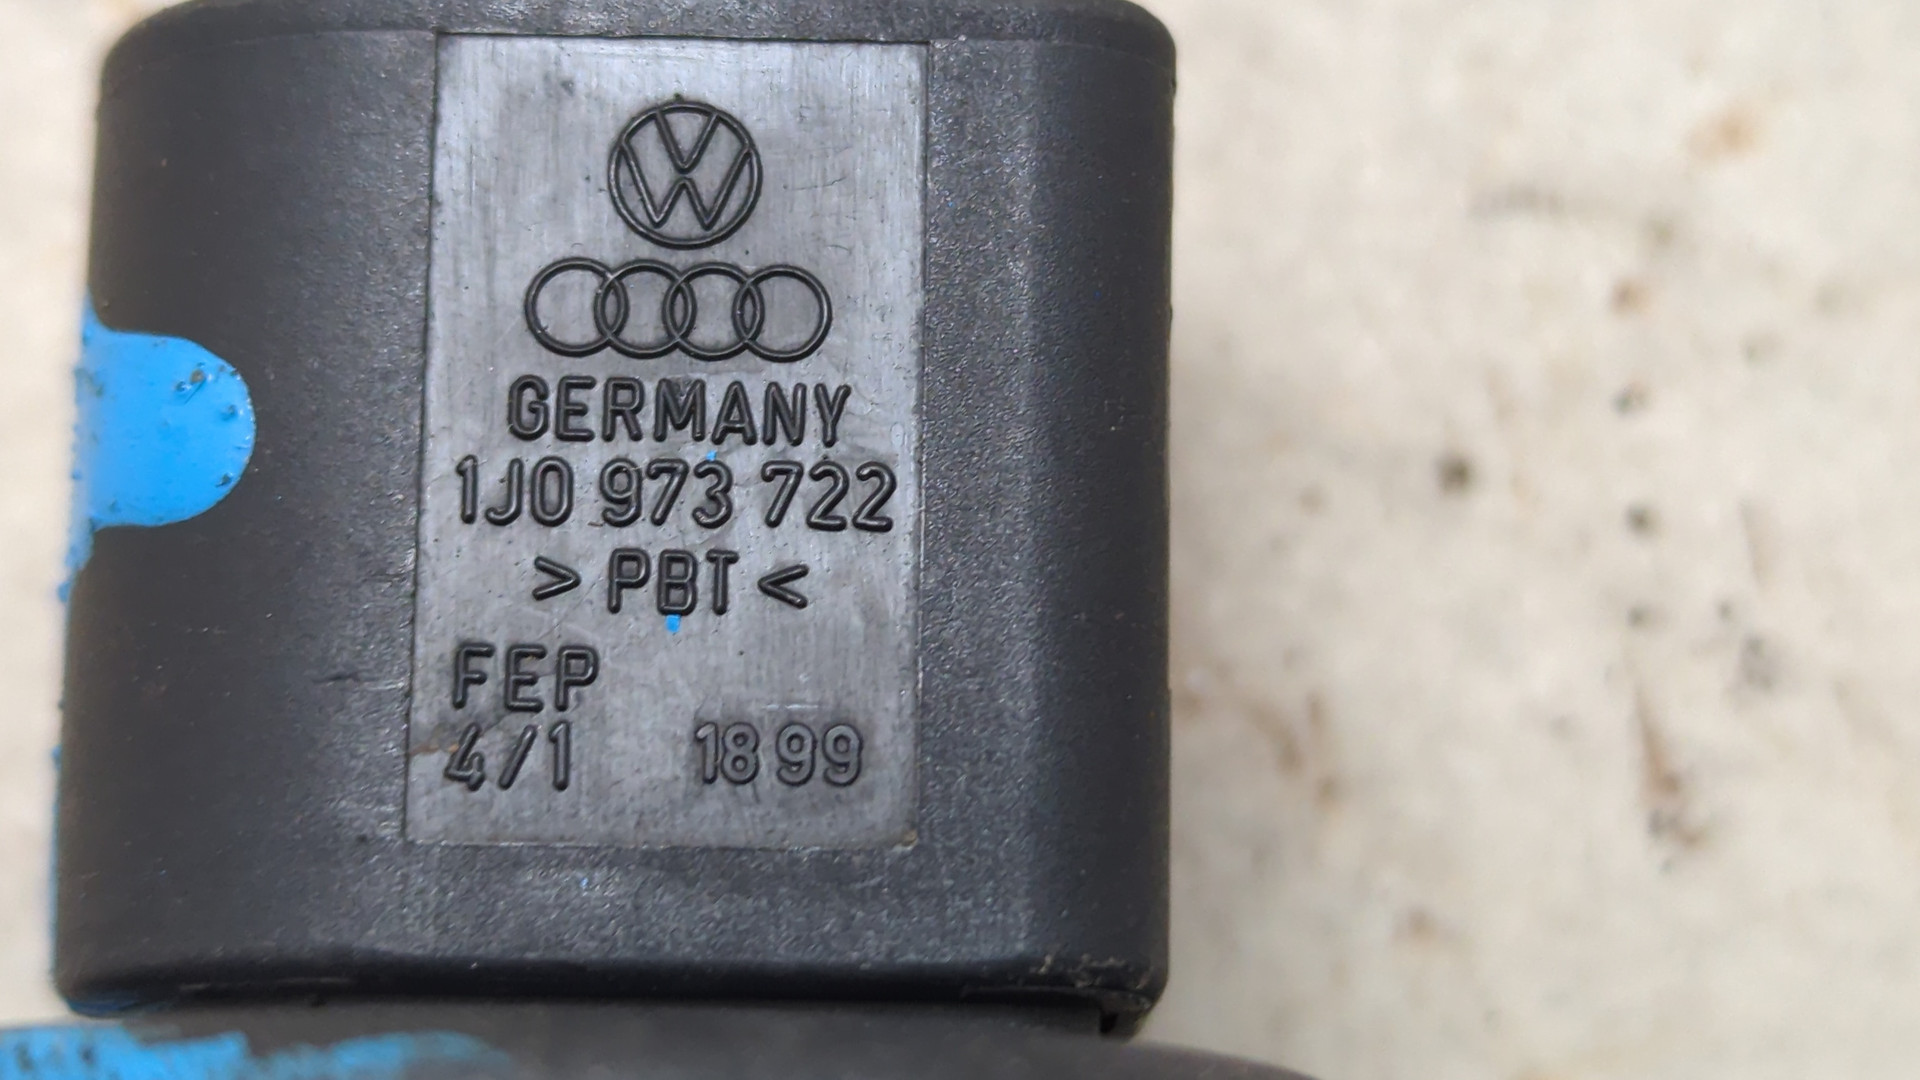 GERMANY
1J0 973 722
> PBT <
FEP
4/1 18 99